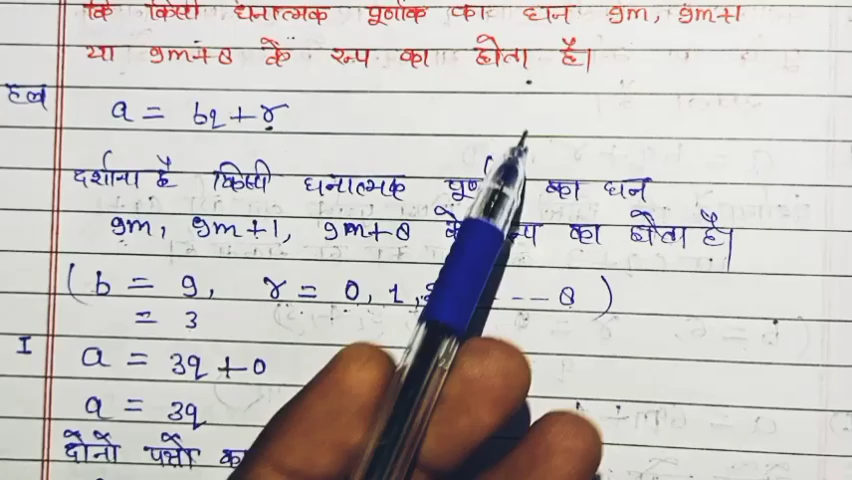 कि किसी धनात्मक पूर्णांक का घन 9m, 9m+1
या 9m+8 के रूप का होता है।
हल
a = bq + r
दर्शाना है किसी धनात्मक का घन
9m, 9m+1, 9m+8 का होता है।
( b = 9, r = 0, 1, ---- 8 )
= 3
I a = 3q + 0
a = 3q
दोनो पक्षो का